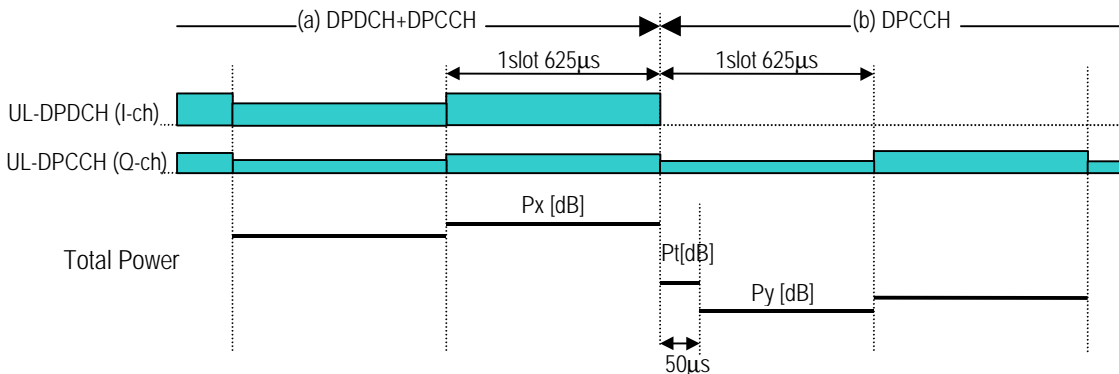 (a) DPDCH+DPCCH
(b) DPCCH
1slot 625μs
1slot 625μs
UL-DPDCH (I-ch)
UL-DPCCH (Q-ch)
Px [dB]
Total Power
Pt[dB]
Py [dB]
50μs